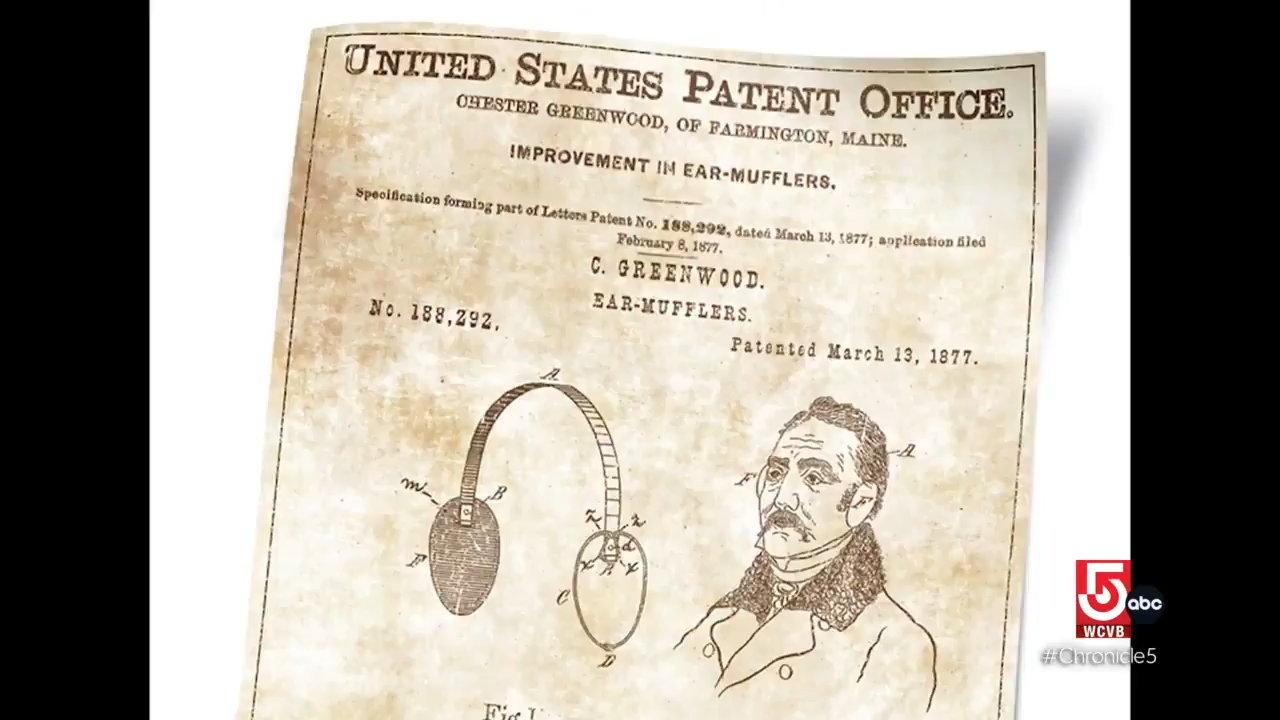 UNITED STATES PATENT OFFICE.
CHESTER GREENWOOD, OF FARMINGTON, MAINE.
IMPROVEMENT IN EAR-MUFFLERS.
Specification forming part of Letters Patent No. 188,292, dated March 13, 1877; application filed
February 8, 1877.
C. GREENWOOD.
EAR-MUFFLERS.
No. 188,292.
Patented March 13, 1877.
A
A
m
B
F
F
F
z
z
d
x
x
C
D
Fig.1.
5
abc
WCVB
#Chronicle5